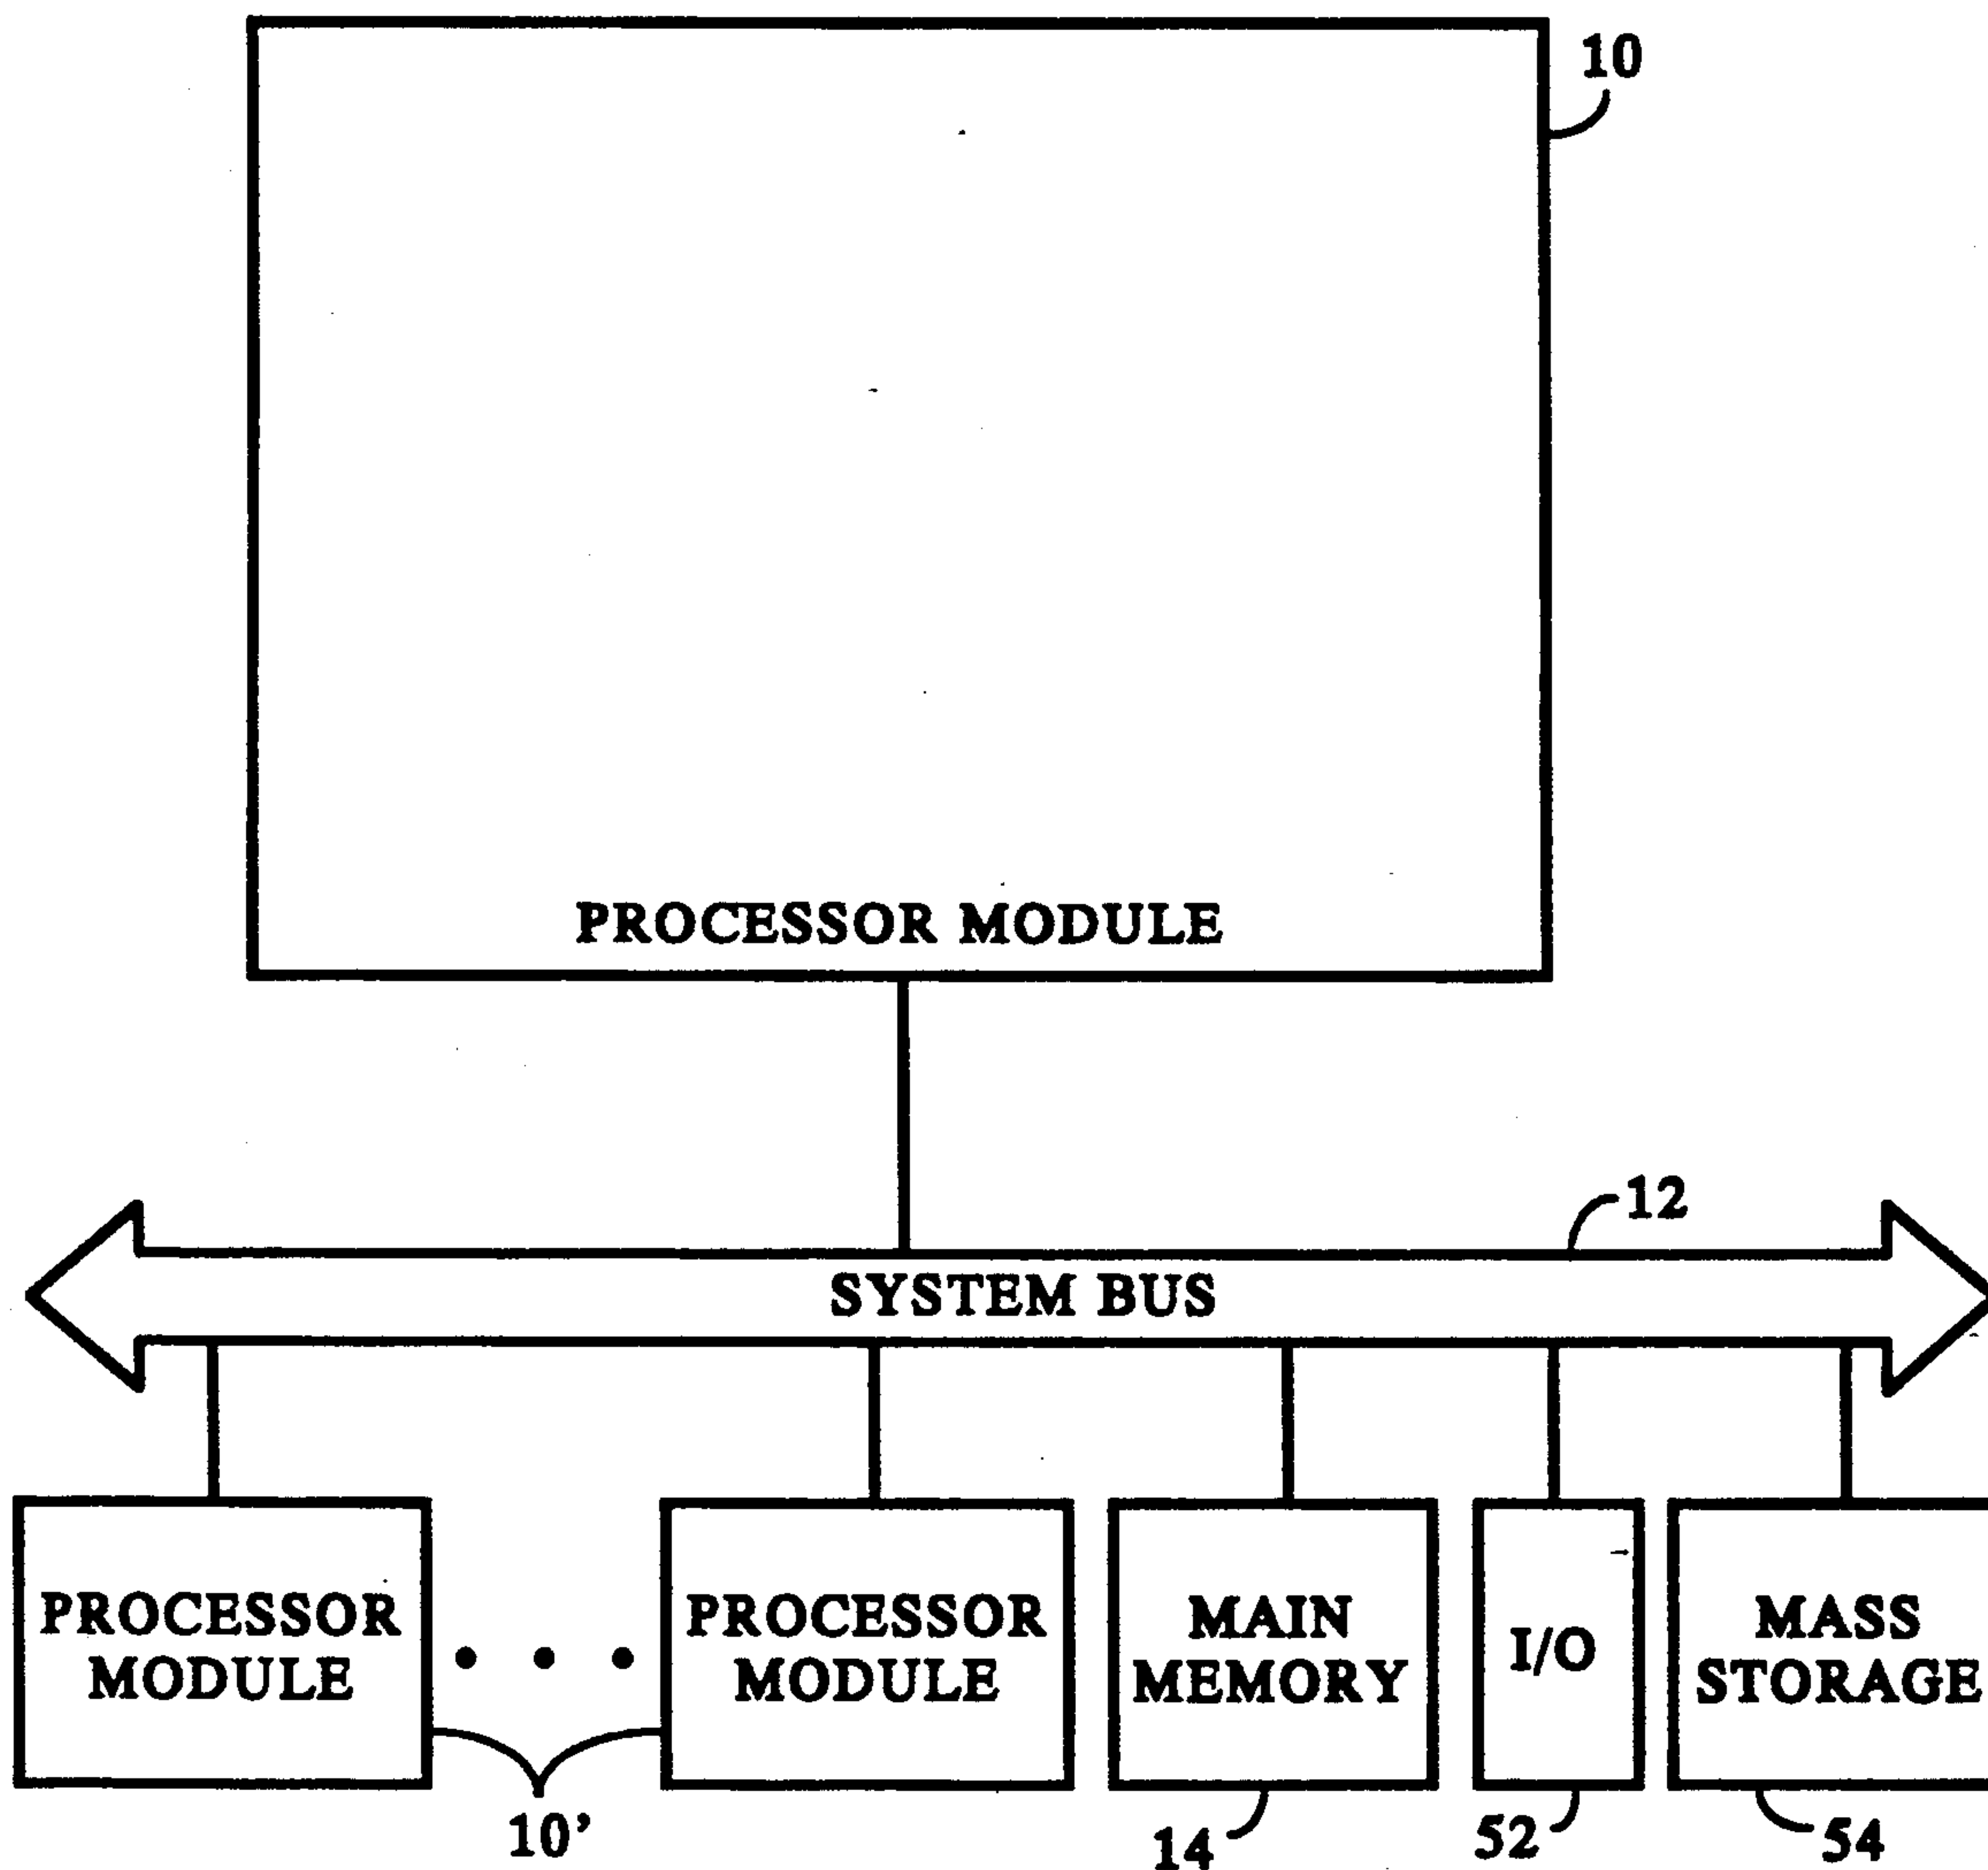 10
PROCESSOR MODULE
12
SYSTEM BUS
PROCESSOR
MODULE
PROCESSOR
MODULE
MAIN
MEMORY
I/O
MASS
STORAGE
10’
14
52
54